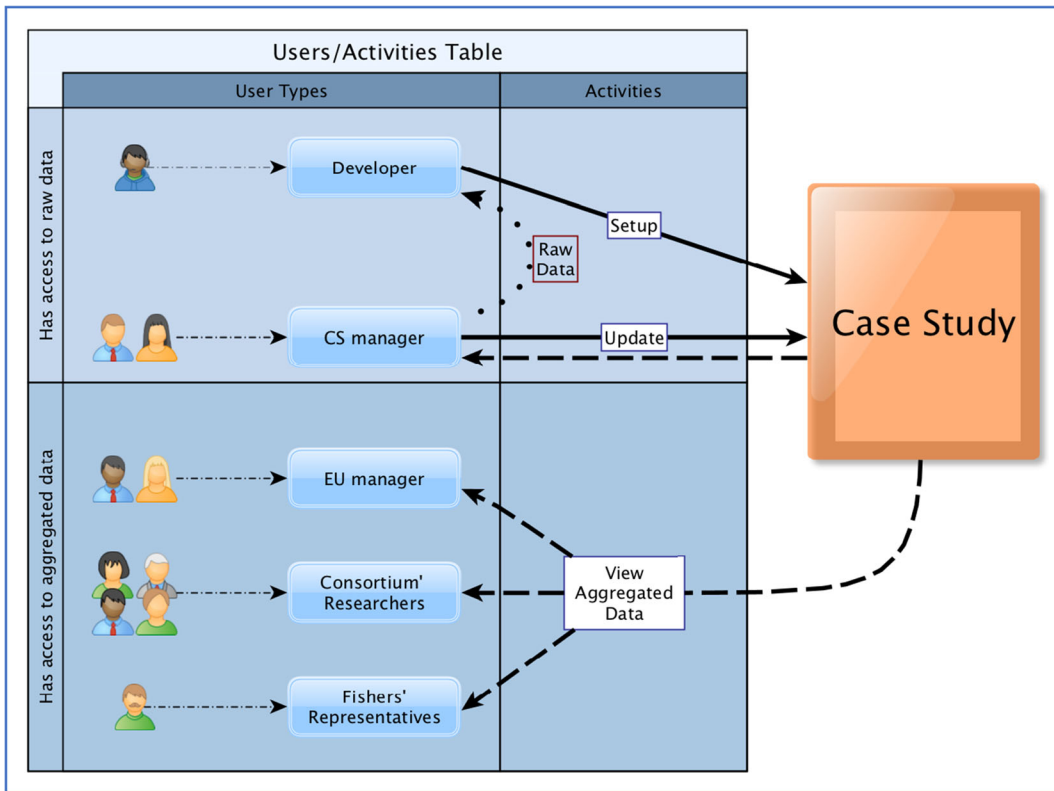 Users/Activities Table
User Types
Activities
Has access to raw data
Developer
Setup
Raw
Data
CS manager
Update
Case Study
Has access to aggregated data
EU manager
Consortium'
Researchers
View
Aggregated
Data
Fishers'
Representatives